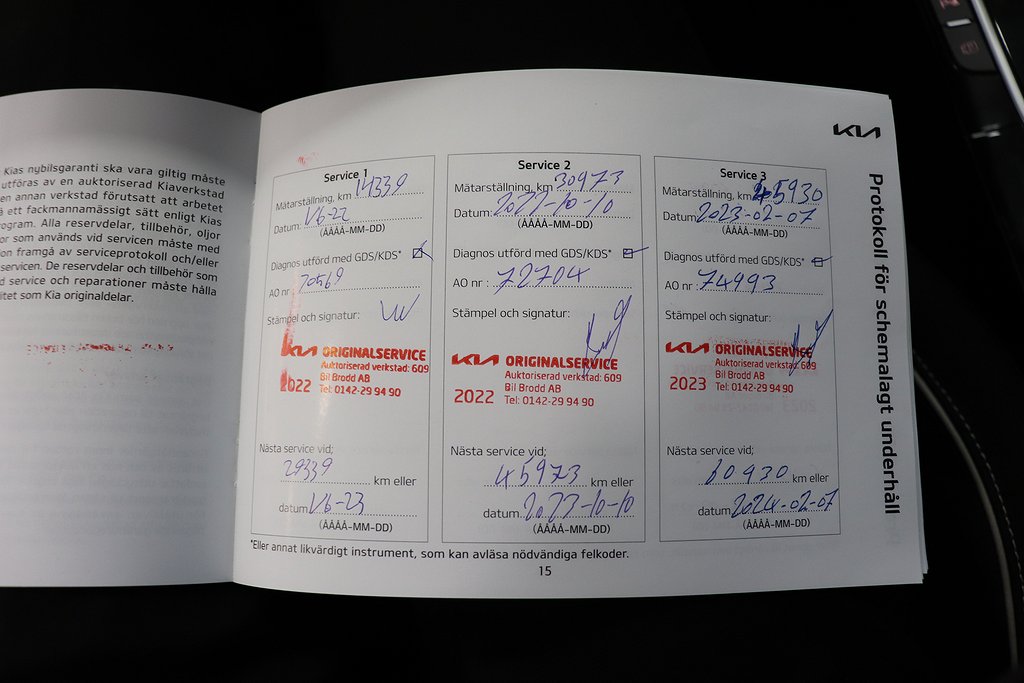 Kias nybilsgaranti ska vara giltig måste
utföras av en auktoriserad Kiaverkstad
en annan verkstad förutsatt att arbetet
ett fackmannamässigt sätt enligt Kias
program. Alla reservdelar, tillbehör, oljor
som används vid servicen måste med
framgå av serviceprotokoll och/eller
servicen. De reservdelar och tillbehör som
service och reparationer måste hålla
som Kia originaldelar.
KIA
Protokoll för schemalagt underhåll
Service 1
Mätarställning, km 14339
Datum: V6-22
(ÅÅÅÅ-MM-DD)
Diagnos utförd med GDS/KDS*
AO nr: 70569
Stämpel och signatur:
KIA ORIGINALSERVICE
Auktoriserad verkstad: 609
2022 Bil Brodd AB
Tel: 0142-29 94 90
Nästa service vid;
29339 km eller
datum V6-23
(ÅÅÅÅ-MM-DD)
Service 2
Mätarställning, km 30973
Datum: 2022-10-10
(ÅÅÅÅ-MM-DD)
Diagnos utförd med GDS/KDS*
AO nr : 72704
Stämpel och signatur:
KIA ORIGINALSERVICE
Auktoriserad verkstad: 609
2022 Bil Brodd AB
Tel: 0142-29 94 90
Nästa service vid;
45973 km eller
datum 2023-10-10
(ÅÅÅÅ-MM-DD)
Service 3
Mätarställning, km 45930
Datum 2023-02-07
(ÅÅÅÅ-MM-DD)
Diagnos utförd med GDS/KDS*
AO nr : 74993
Stämpel och signatur:
KIA ORIGINALSERVICE
Auktoriserad verkstad: 609
2023 Bil Brodd AB
Tel: 0142-29 94 90
Nästa service vid;
60930 km eller
datum 2024-02-07
(ÅÅÅÅ-MM-DD)
*Eller annat likvärdigt instrument, som kan avläsa nödvändiga felkoder.
15